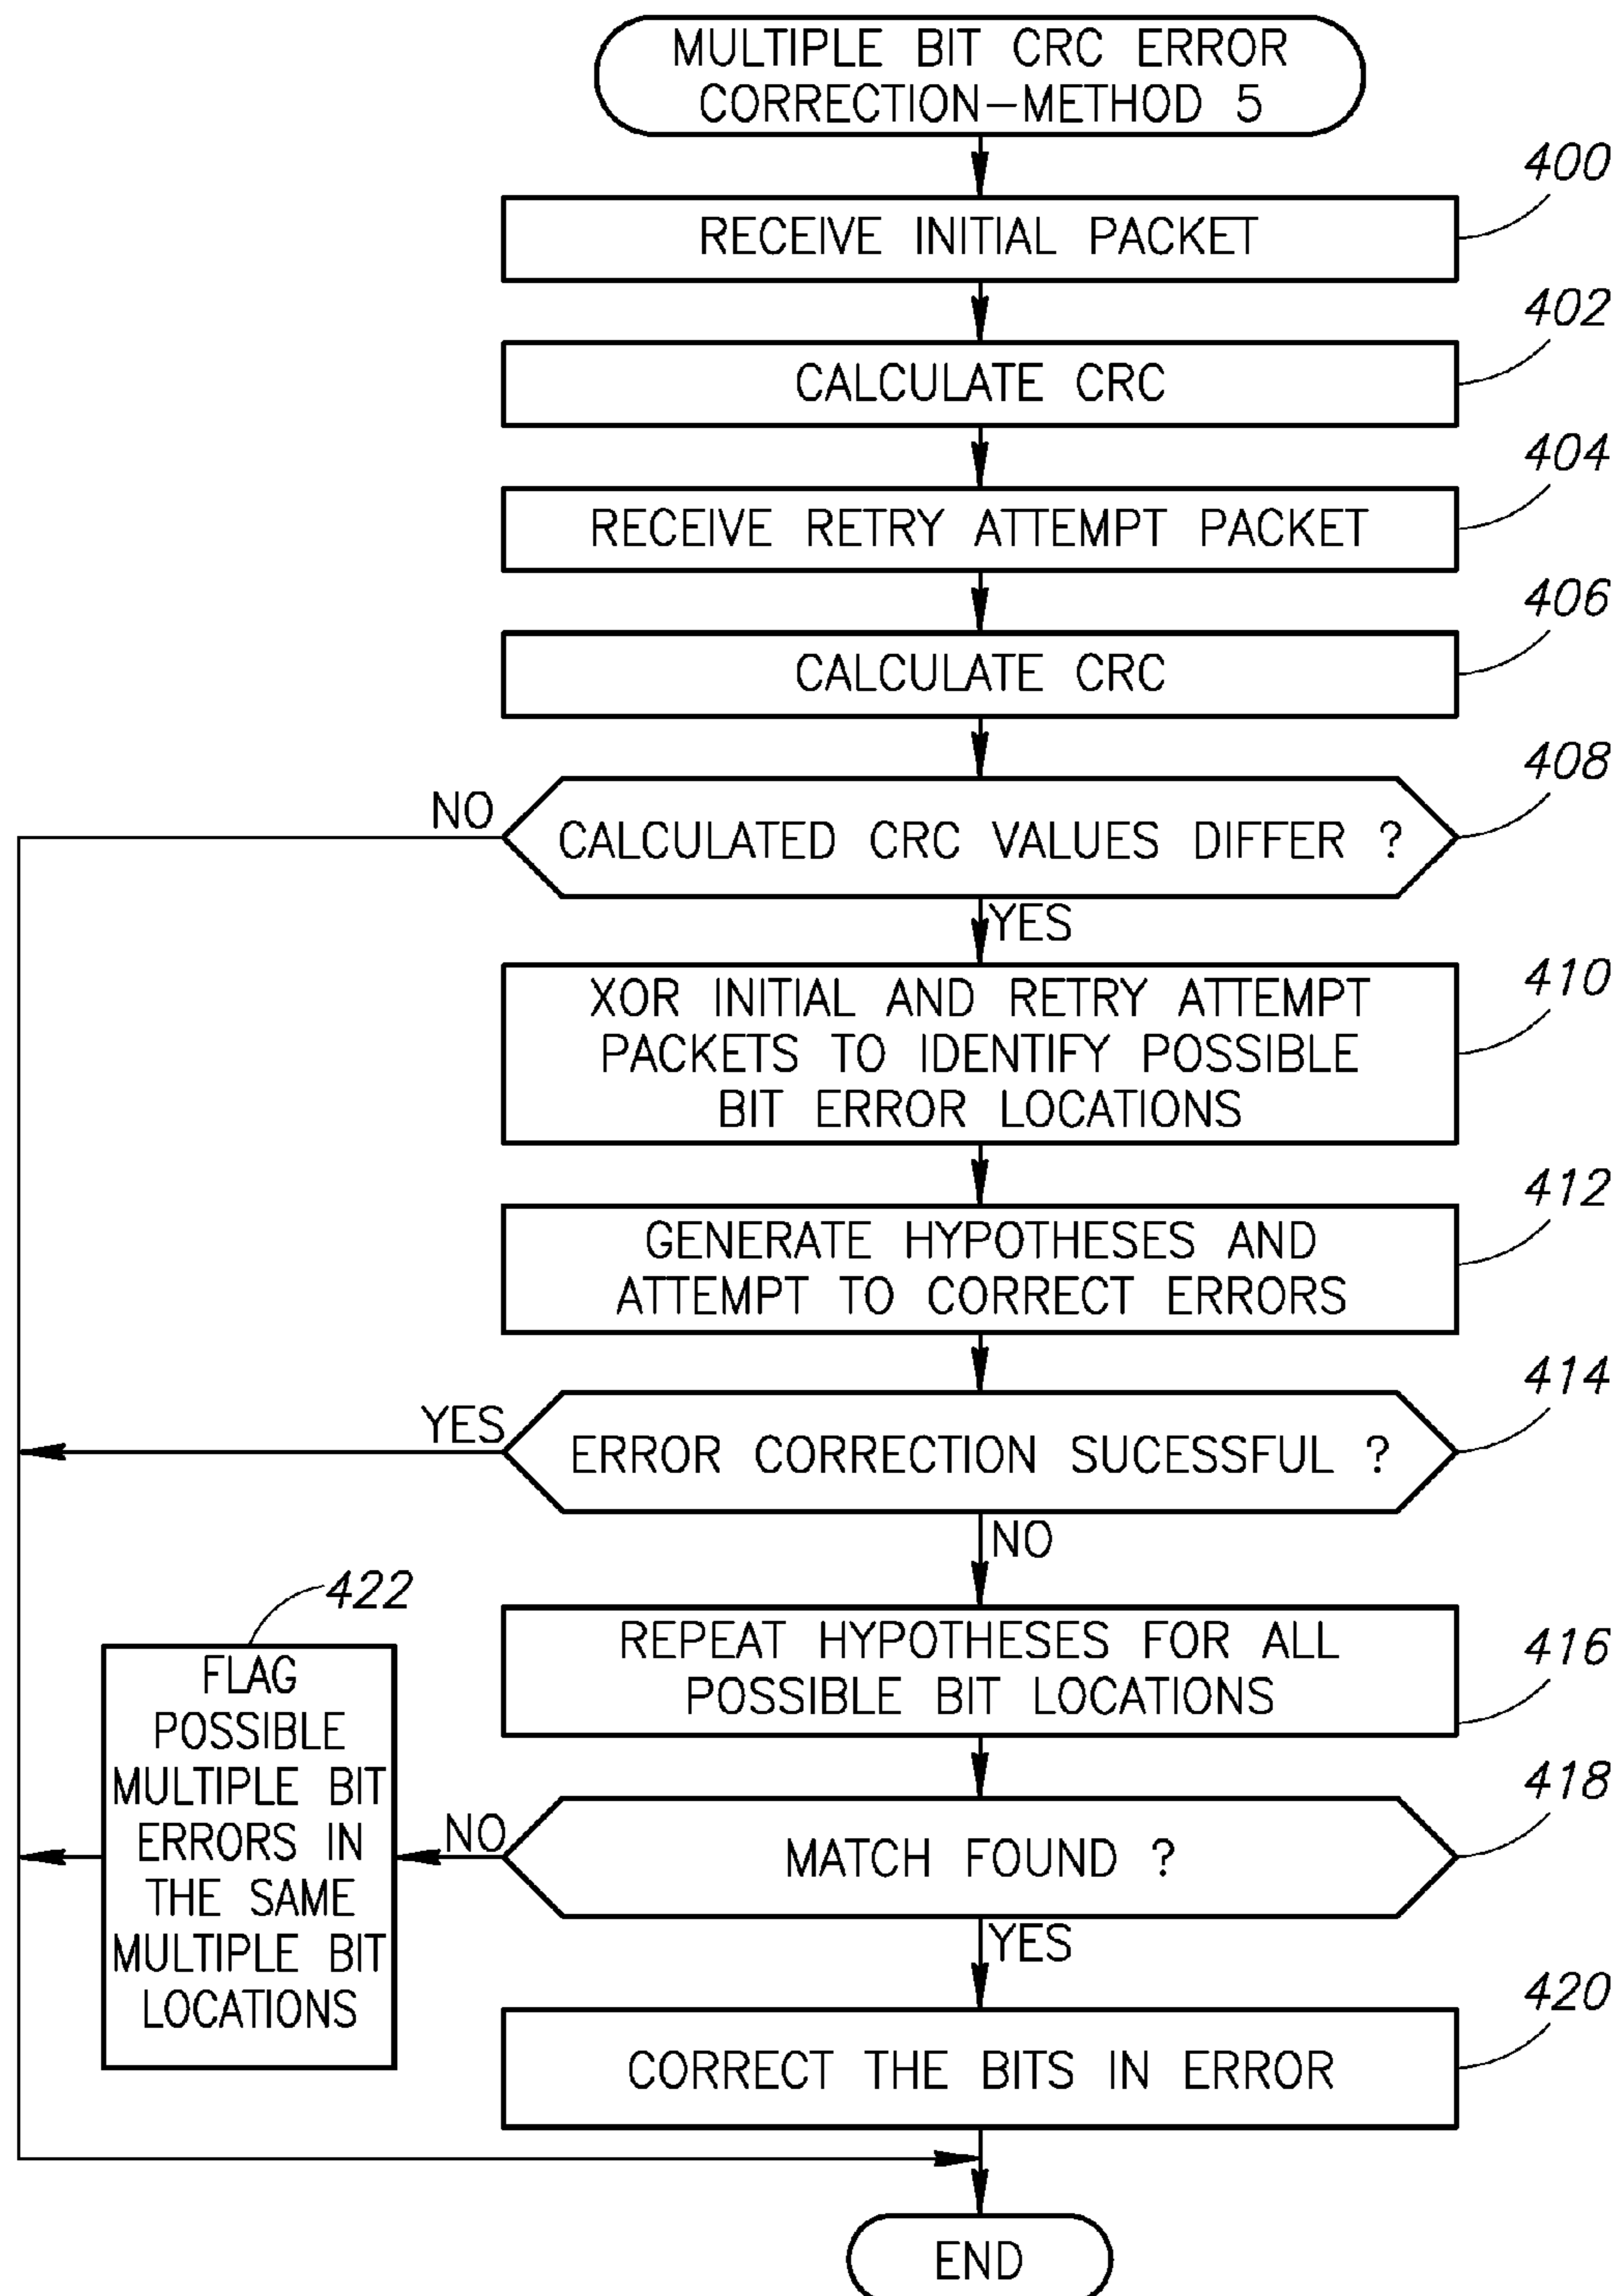 MULTIPLE BIT CRC ERROR
CORRECTION-METHOD 5
400
RECEIVE INITIAL PACKET
402
CALCULATE CRC
404
RECEIVE RETRY ATTEMPT PACKET
406
CALCULATE CRC
408
NO
CALCULATED CRC VALUES DIFFER ?
YES
410
XOR INITIAL AND RETRY ATTEMPT
PACKETS TO IDENTIFY POSSIBLE
BIT ERROR LOCATIONS
412
GENERATE HYPOTHESES AND
ATTEMPT TO CORRECT ERRORS
414
YES
ERROR CORRECTION SUCESSFUL ?
NO
416
REPEAT HYPOTHESES FOR ALL
POSSIBLE BIT LOCATIONS
418
MATCH FOUND ?
NO
422
FLAG
POSSIBLE
MULTIPLE BIT
ERRORS IN
THE SAME
MULTIPLE BIT
LOCATIONS
YES
420
CORRECT THE BITS IN ERROR
END